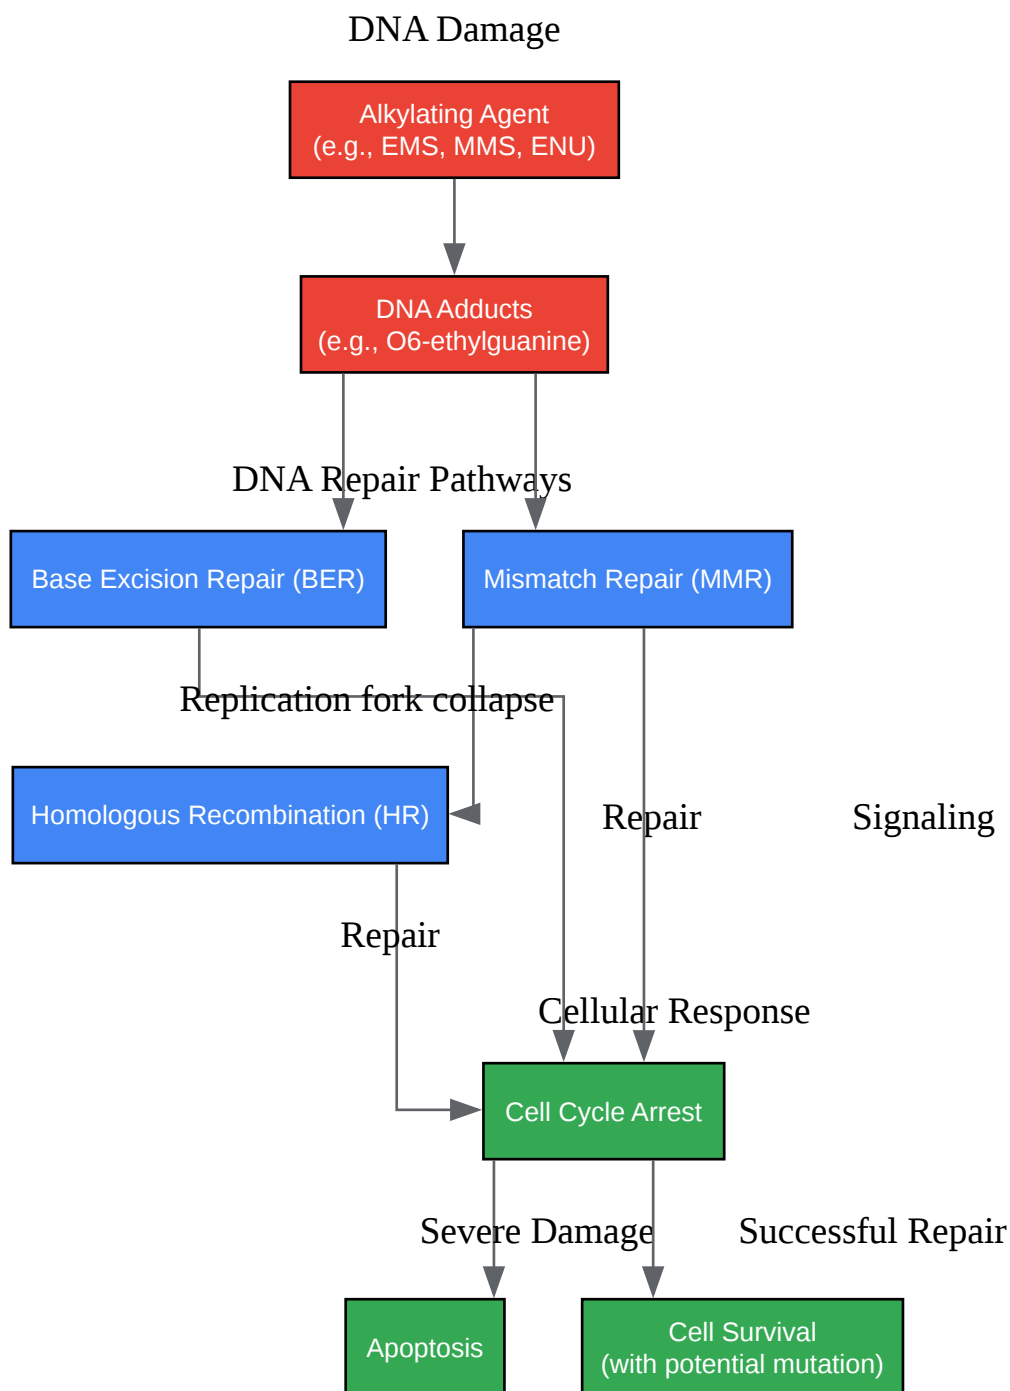 DNA Damage
Alkylating Agent
(e.g., EMS, MMS, ENU)
DNA Adducts
(e.g., O6-ethylguanine)
DNA Repair Pathways
Base Excision Repair (BER)
Mismatch Repair (MMR)
Replication fork collapse
Homologous Recombination (HR)
Repair
Signaling
Repair
Cellular Response
Cell Cycle Arrest
Severe Damage
Successful Repair
Apoptosis
Cell Survival
(with potential mutation)